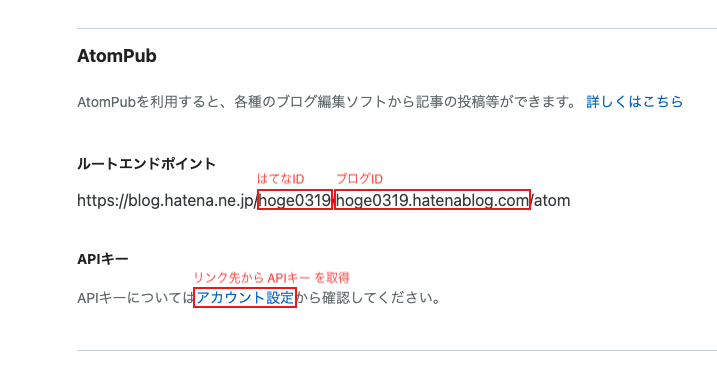 AtomPub
AtomPubを利用すると、各種のブログ編集ソフトから記事の投稿等ができます。 詳しくはこちら
ルートエンドポイント
はてなID ブログID
https://blog.hatena.ne.jp/hoge0319/hoge0319.hatenablog.com/atom
APIキー
リンク先から APIキー を取得
APIキーについてはアカウント設定から確認してください。